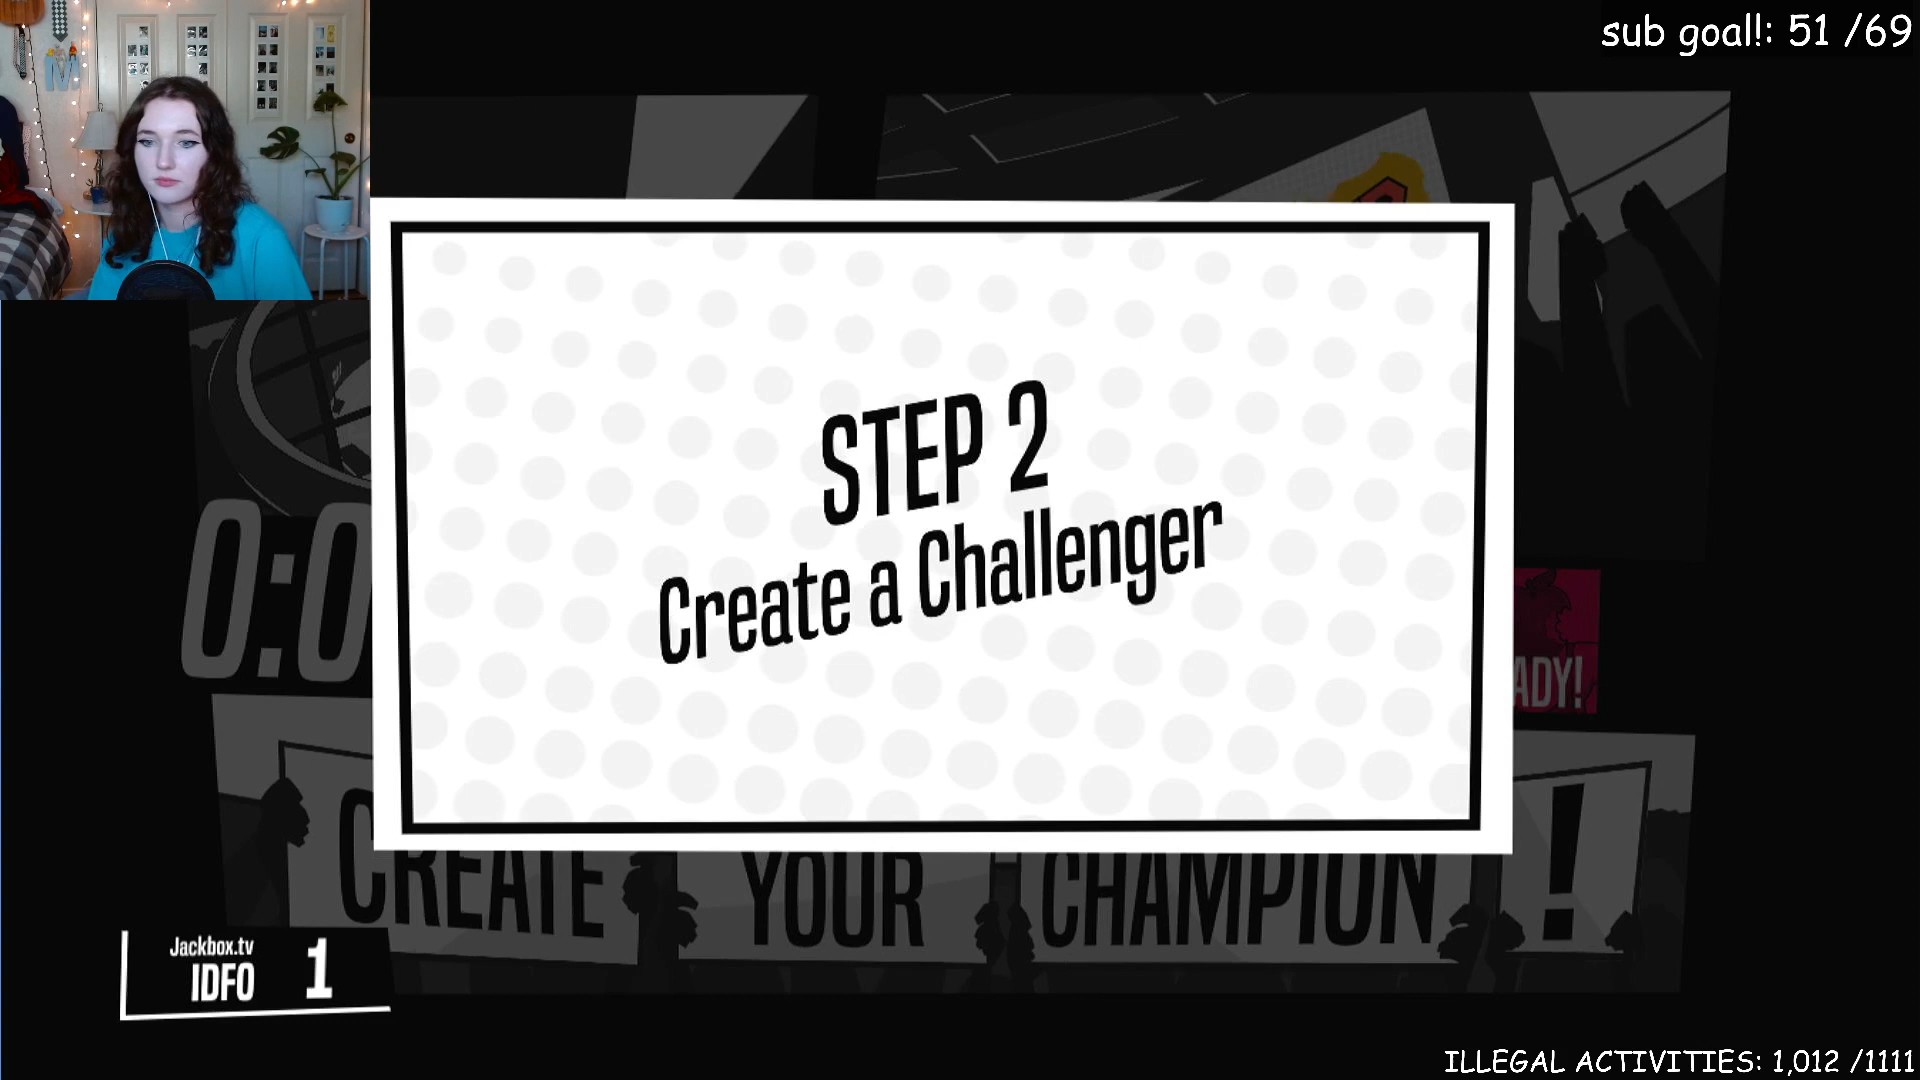 sub goal!: 51 /69
STEP 2
Create a Challenger
0:0
ADY!
CREATE YOUR CHAMPION !
Jackbox.tv
IDFO 1
ILLEGAL ACTIVITIES: 1,012 /1111